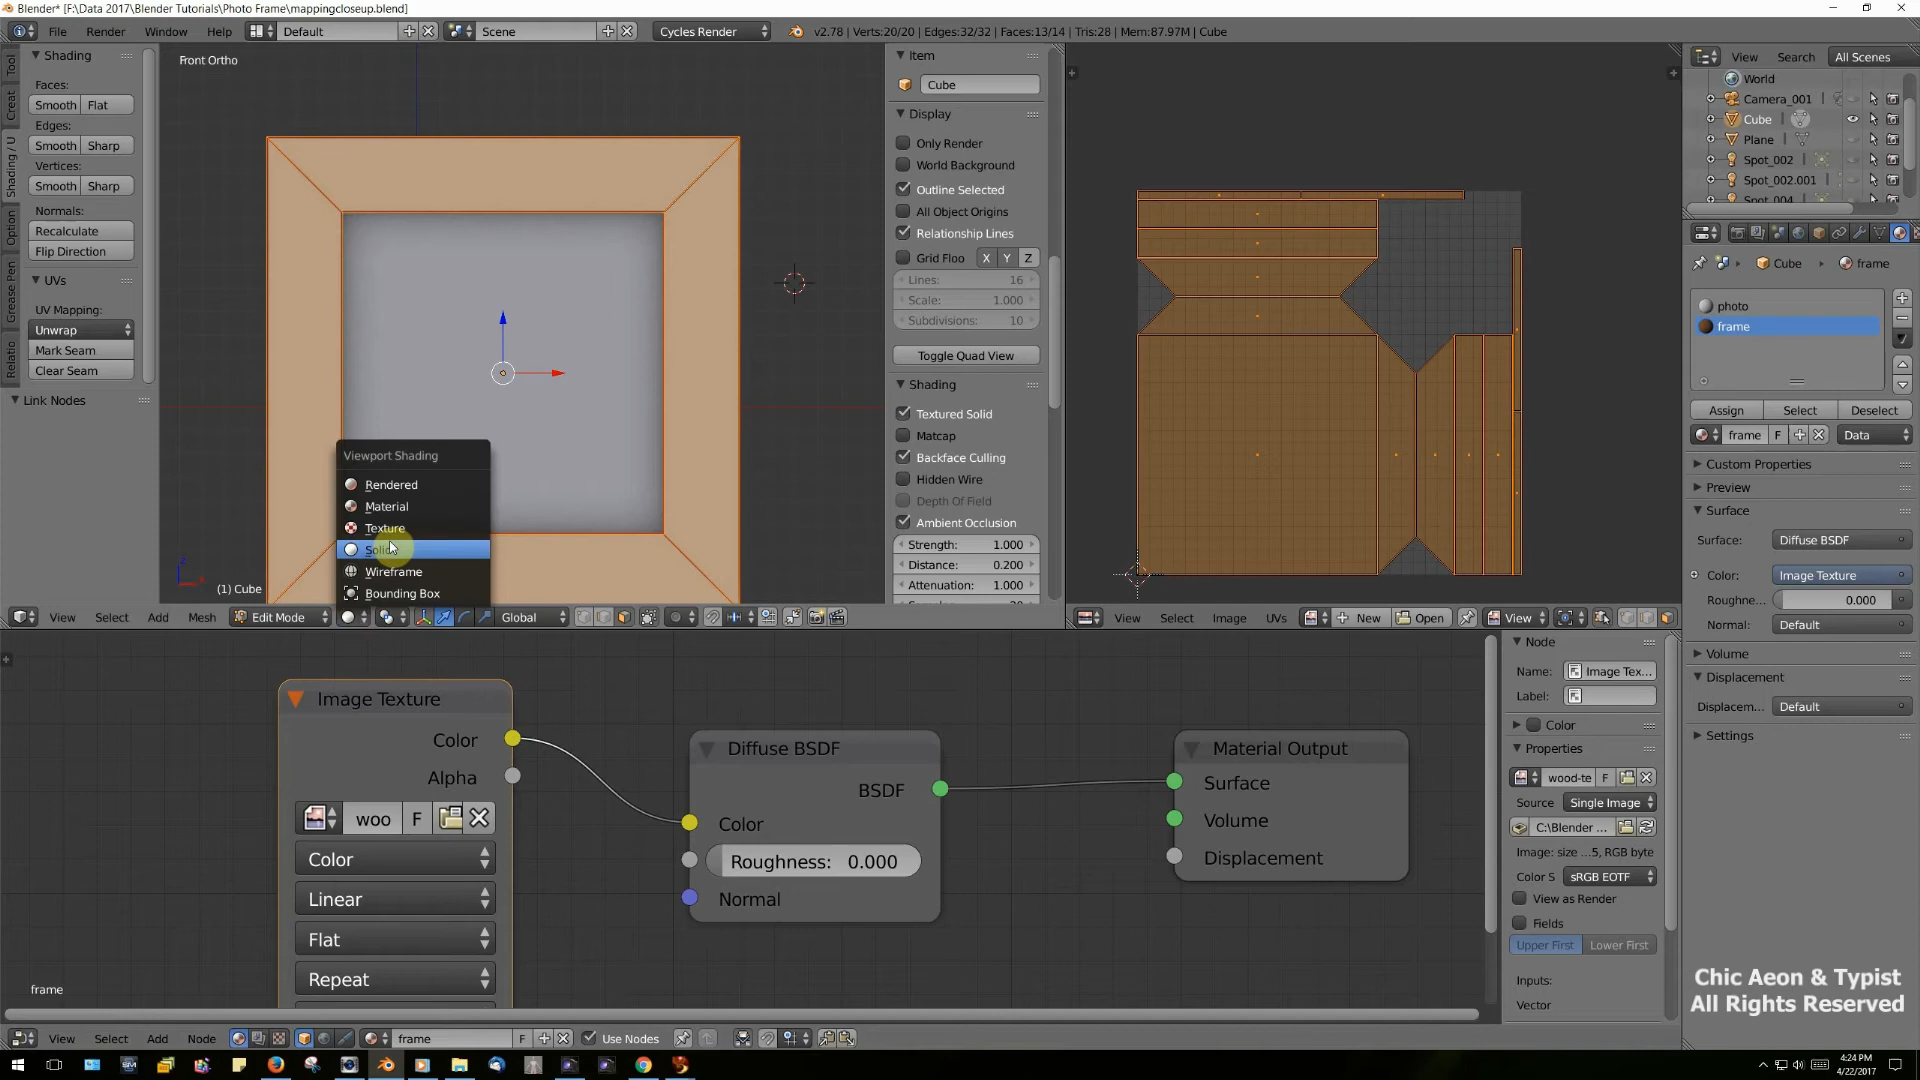 Blender* [F:\Data 2017\Blender Tutorials\Photo Frame\mappingcloseup.blend]
File Render Window Help Default Scene Cycles Render v2.78 | Verts:20/20 | Edges:32/32 | Faces:13/14 | Tris:28 | Mem:87.97M | Cube
Tool
Creat
Shading / U
Option
Grease Pen
Relatio
Shading
Faces:
Smooth Flat
Edges:
Smooth Sharp
Vertices:
Smooth Sharp
Normals:
Recalculate
Flip Direction
UVs
UV Mapping:
Unwrap
Mark Seam
Clear Seam
Link Nodes
Front Ortho
Viewport Shading
Rendered
Material
Texture
Solid
Wireframe
Bounding Box
(1) Cube
View Select Add Mesh Edit Mode Global
Item
Cube
Display
Only Render
World Background
Outline Selected
All Object Origins
Relationship Lines
Grid Floo X Y Z
Lines: 16
Scale: 1.000
Subdivisions: 10
Toggle Quad View
Shading
Textured Solid
Matcap
Backface Culling
Hidden Wire
Depth Of Field
Ambient Occlusion
Strength: 1.000
Distance: 0.200
Attenuation: 1.000
View Select Image UVs New Open View
View Search All Scenes
World
Camera_001
Cube
Plane
Spot_002
Spot_002.001
Spot_004
Cube frame
photo
frame
Assign Select Deselect
frame F Data
Custom Properties
Preview
Surface
Surface: Diffuse BSDF
Color: Image Texture
Roughne... 0.000
Normal: Default
Volume
Displacement
Displacem... Default
Settings
Image Texture
Color
Alpha
woo F
Color
Linear
Flat
Repeat
Diffuse BSDF
BSDF
Color
Roughness: 0.000
Normal
Material Output
Surface
Volume
Displacement
frame
Node
Name: Image Tex...
Label:
Color
Properties
wood-te F
Source Single Image
C:\Blender ...
Image: size ...5, RGB byte
Color S sRGB EOTF
View as Render
Fields
Upper First Lower First
Inputs:
Vector
Chic Aeon & Typist
All Rights Reserved
View Select Add Node frame F Use Nodes
4:24 PM
4/22/2017